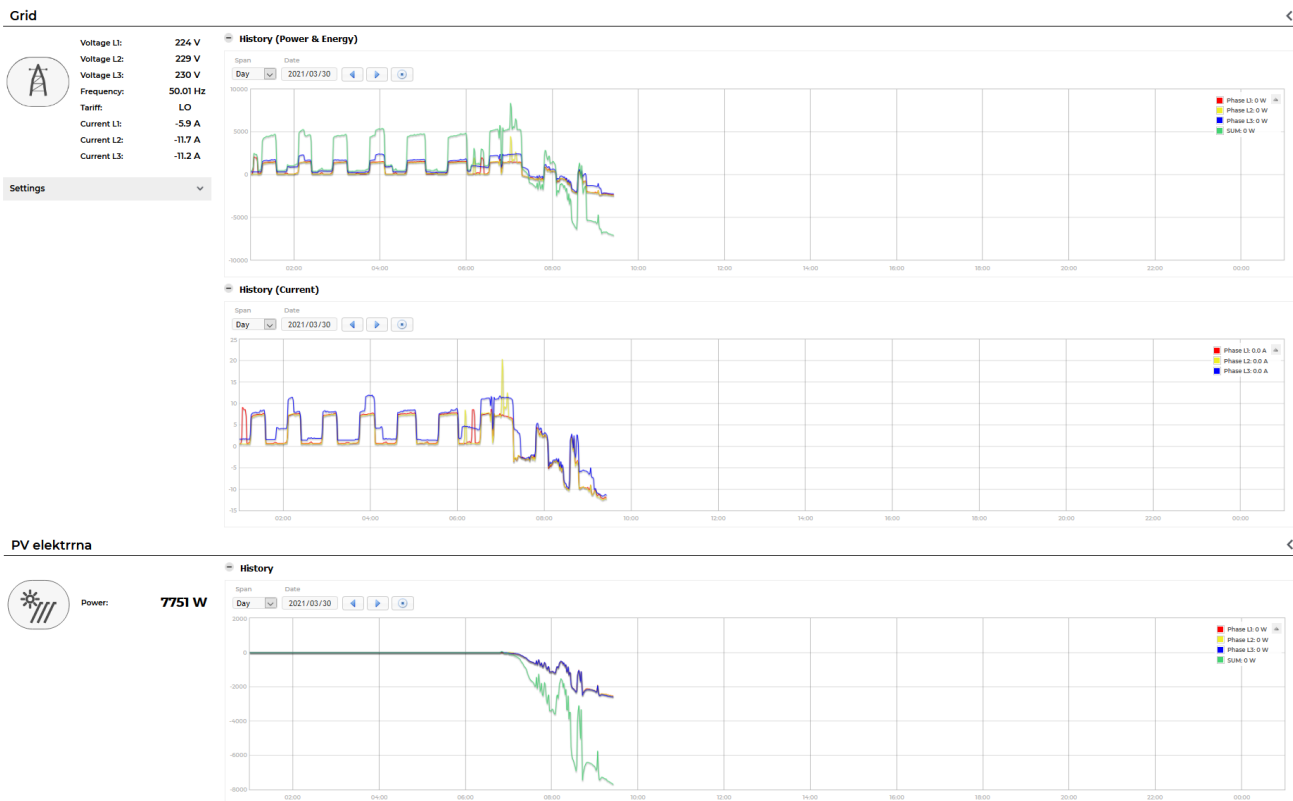 Grid
Voltage L1: 224 V
Voltage L2: 229 V
Voltage L3: 230 V
Frequency: 50.01 Hz
Tariff: LO
Current L1: -5.9 A
Current L2: -11.7 A
Current L3: -11.2 A
Settings
History (Power & Energy)
Span Date
Day 2021/03/30
10000
5000
0
-5000
-10000
Phase L1: 0 W
Phase L2: 0 W
Phase L3: 0 W
SUM: 0 W
02:00 04:00 06:00 08:00 10:00 12:00 14:00 16:00 18:00 20:00 22:00 00:00
History (Current)
Span Date
Day 2021/03/30
25
20
15
10
5
0
-5
-10
-15
Phase L1: 0.0 A
Phase L2: 0.0 A
Phase L3: 0.0 A
02:00 04:00 06:00 08:00 10:00 12:00 14:00 16:00 18:00 20:00 22:00 00:00
PV elektrrna
Power: 7751 W
History
Span Date
Day 2021/03/30
2000
0
-2000
-4000
-6000
-8000
Phase L1: 0 W
Phase L2: 0 W
Phase L3: 0 W
SUM: 0 W
02:00 04:00 06:00 08:00 10:00 12:00 14:00 16:00 18:00 20:00 22:00 00:00